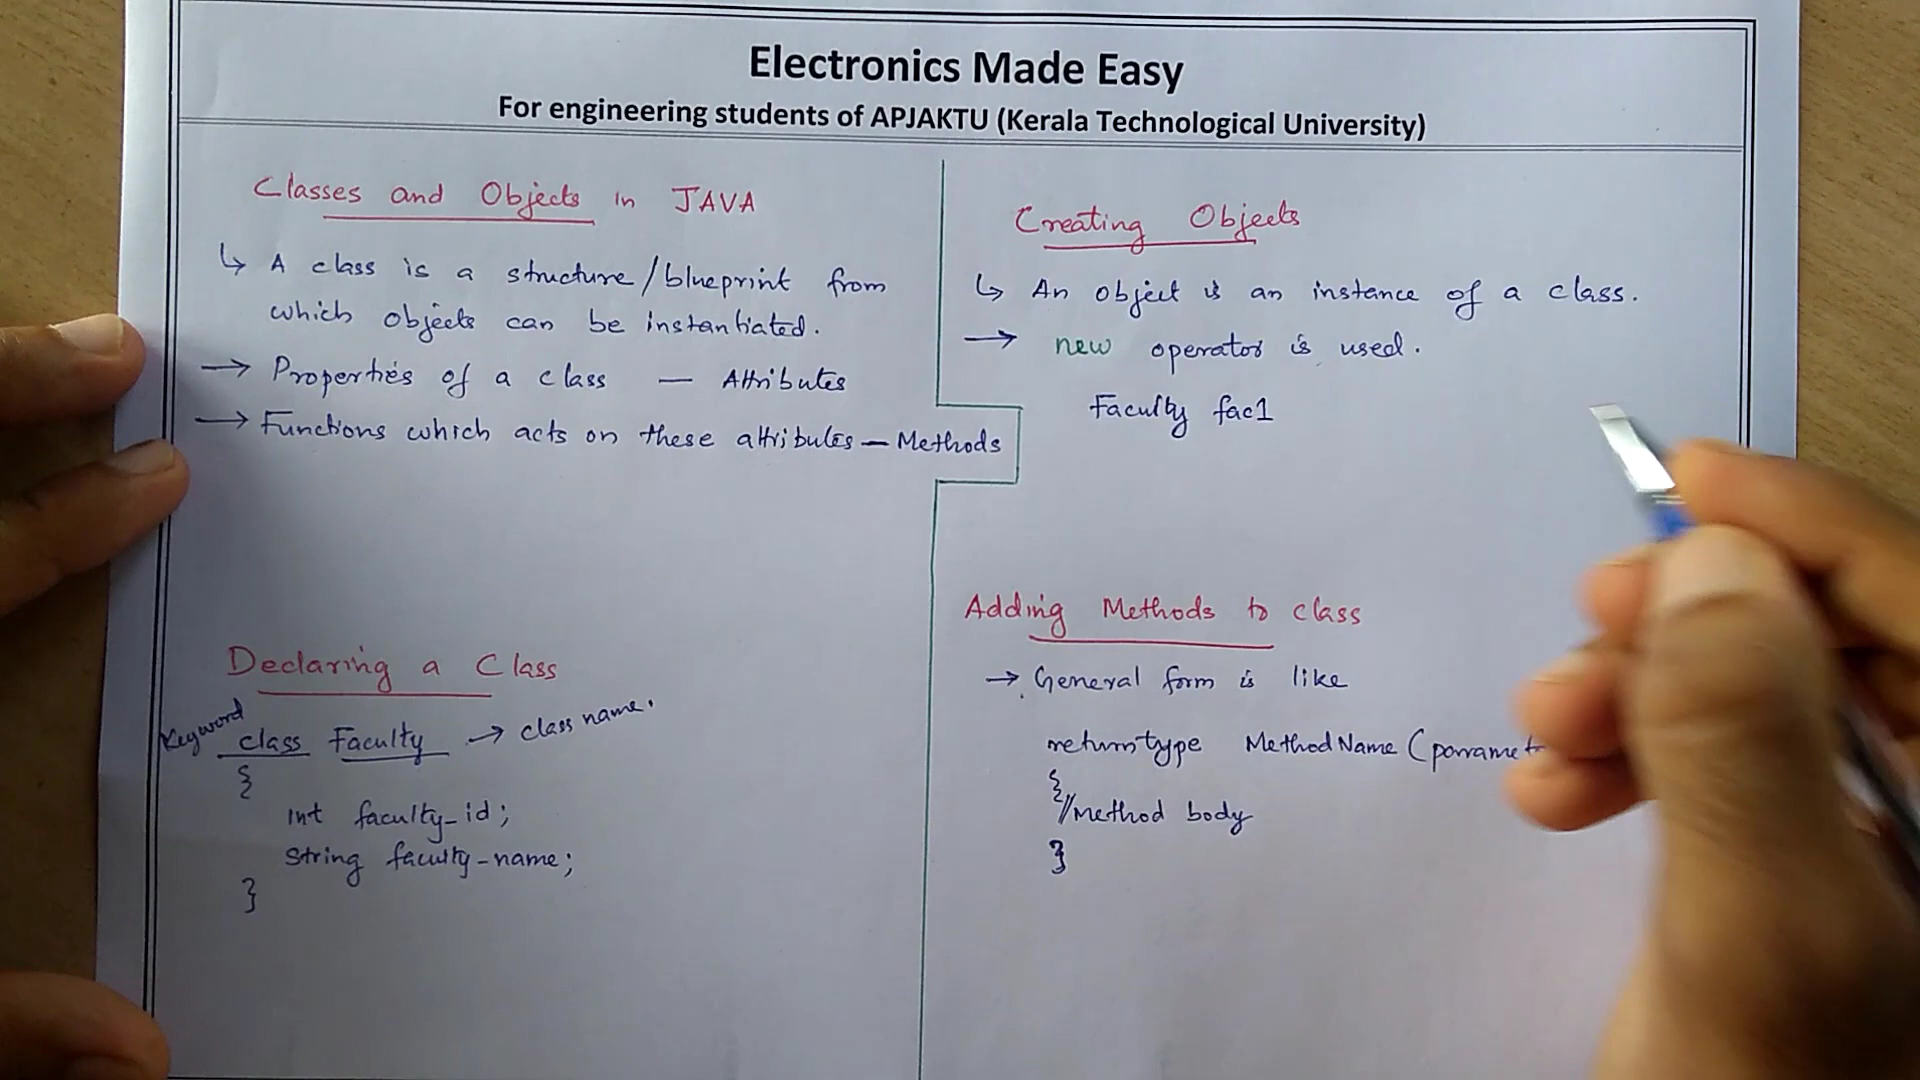 Electronics Made Easy
For engineering students of APJAKTU (Kerala Technological University)
Classes and Objects in JAVA
↳ A class is a structure/blueprint from
which objects can be instantiated.
→ Properties of a class — Attributes
→ Functions which acts on these attributes — Methods
Declaring a Class
Keyword
class Faculty → class name.
{
int faculty_id;
String faculty-name;
}
Creating Objects
↳ An object is an instance of a class.
→ new operator is used.
Faculty fac1
Adding Methods to class
→ General form is like
returntype MethodName (paramet
{
//method body
}